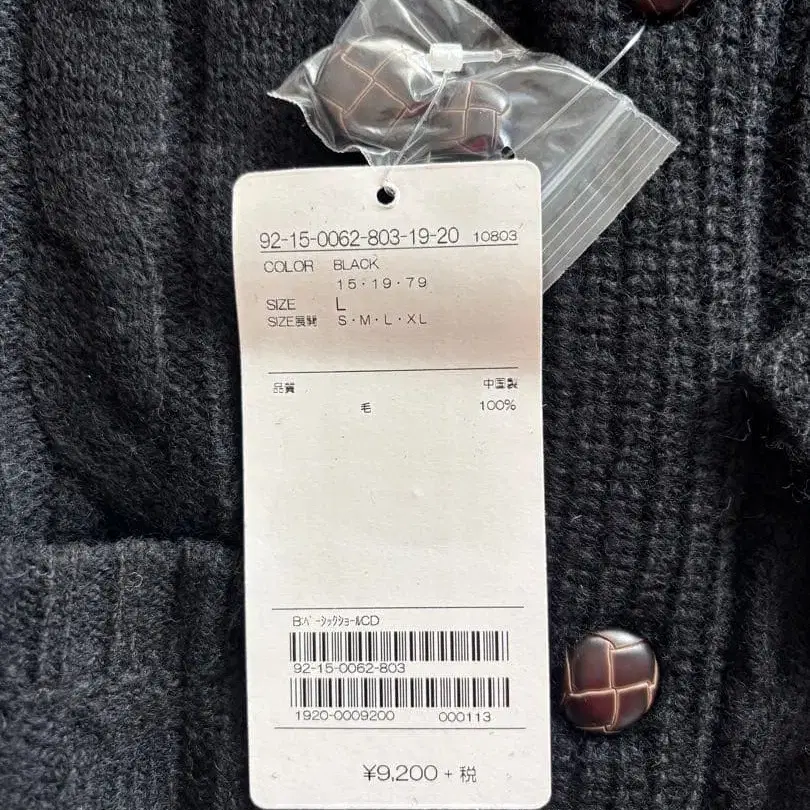 92-15-0062-803-19-20 10803
COLOR BLACK
15・19・79
SIZE L
SIZE展開 S・M・L・XL
品質 中国製
毛 100%
B:ﾍﾞｰｼｯｸｼｮｰﾙCD
92-15-0062-803
1920-0009200 000113
¥9,200 + 税